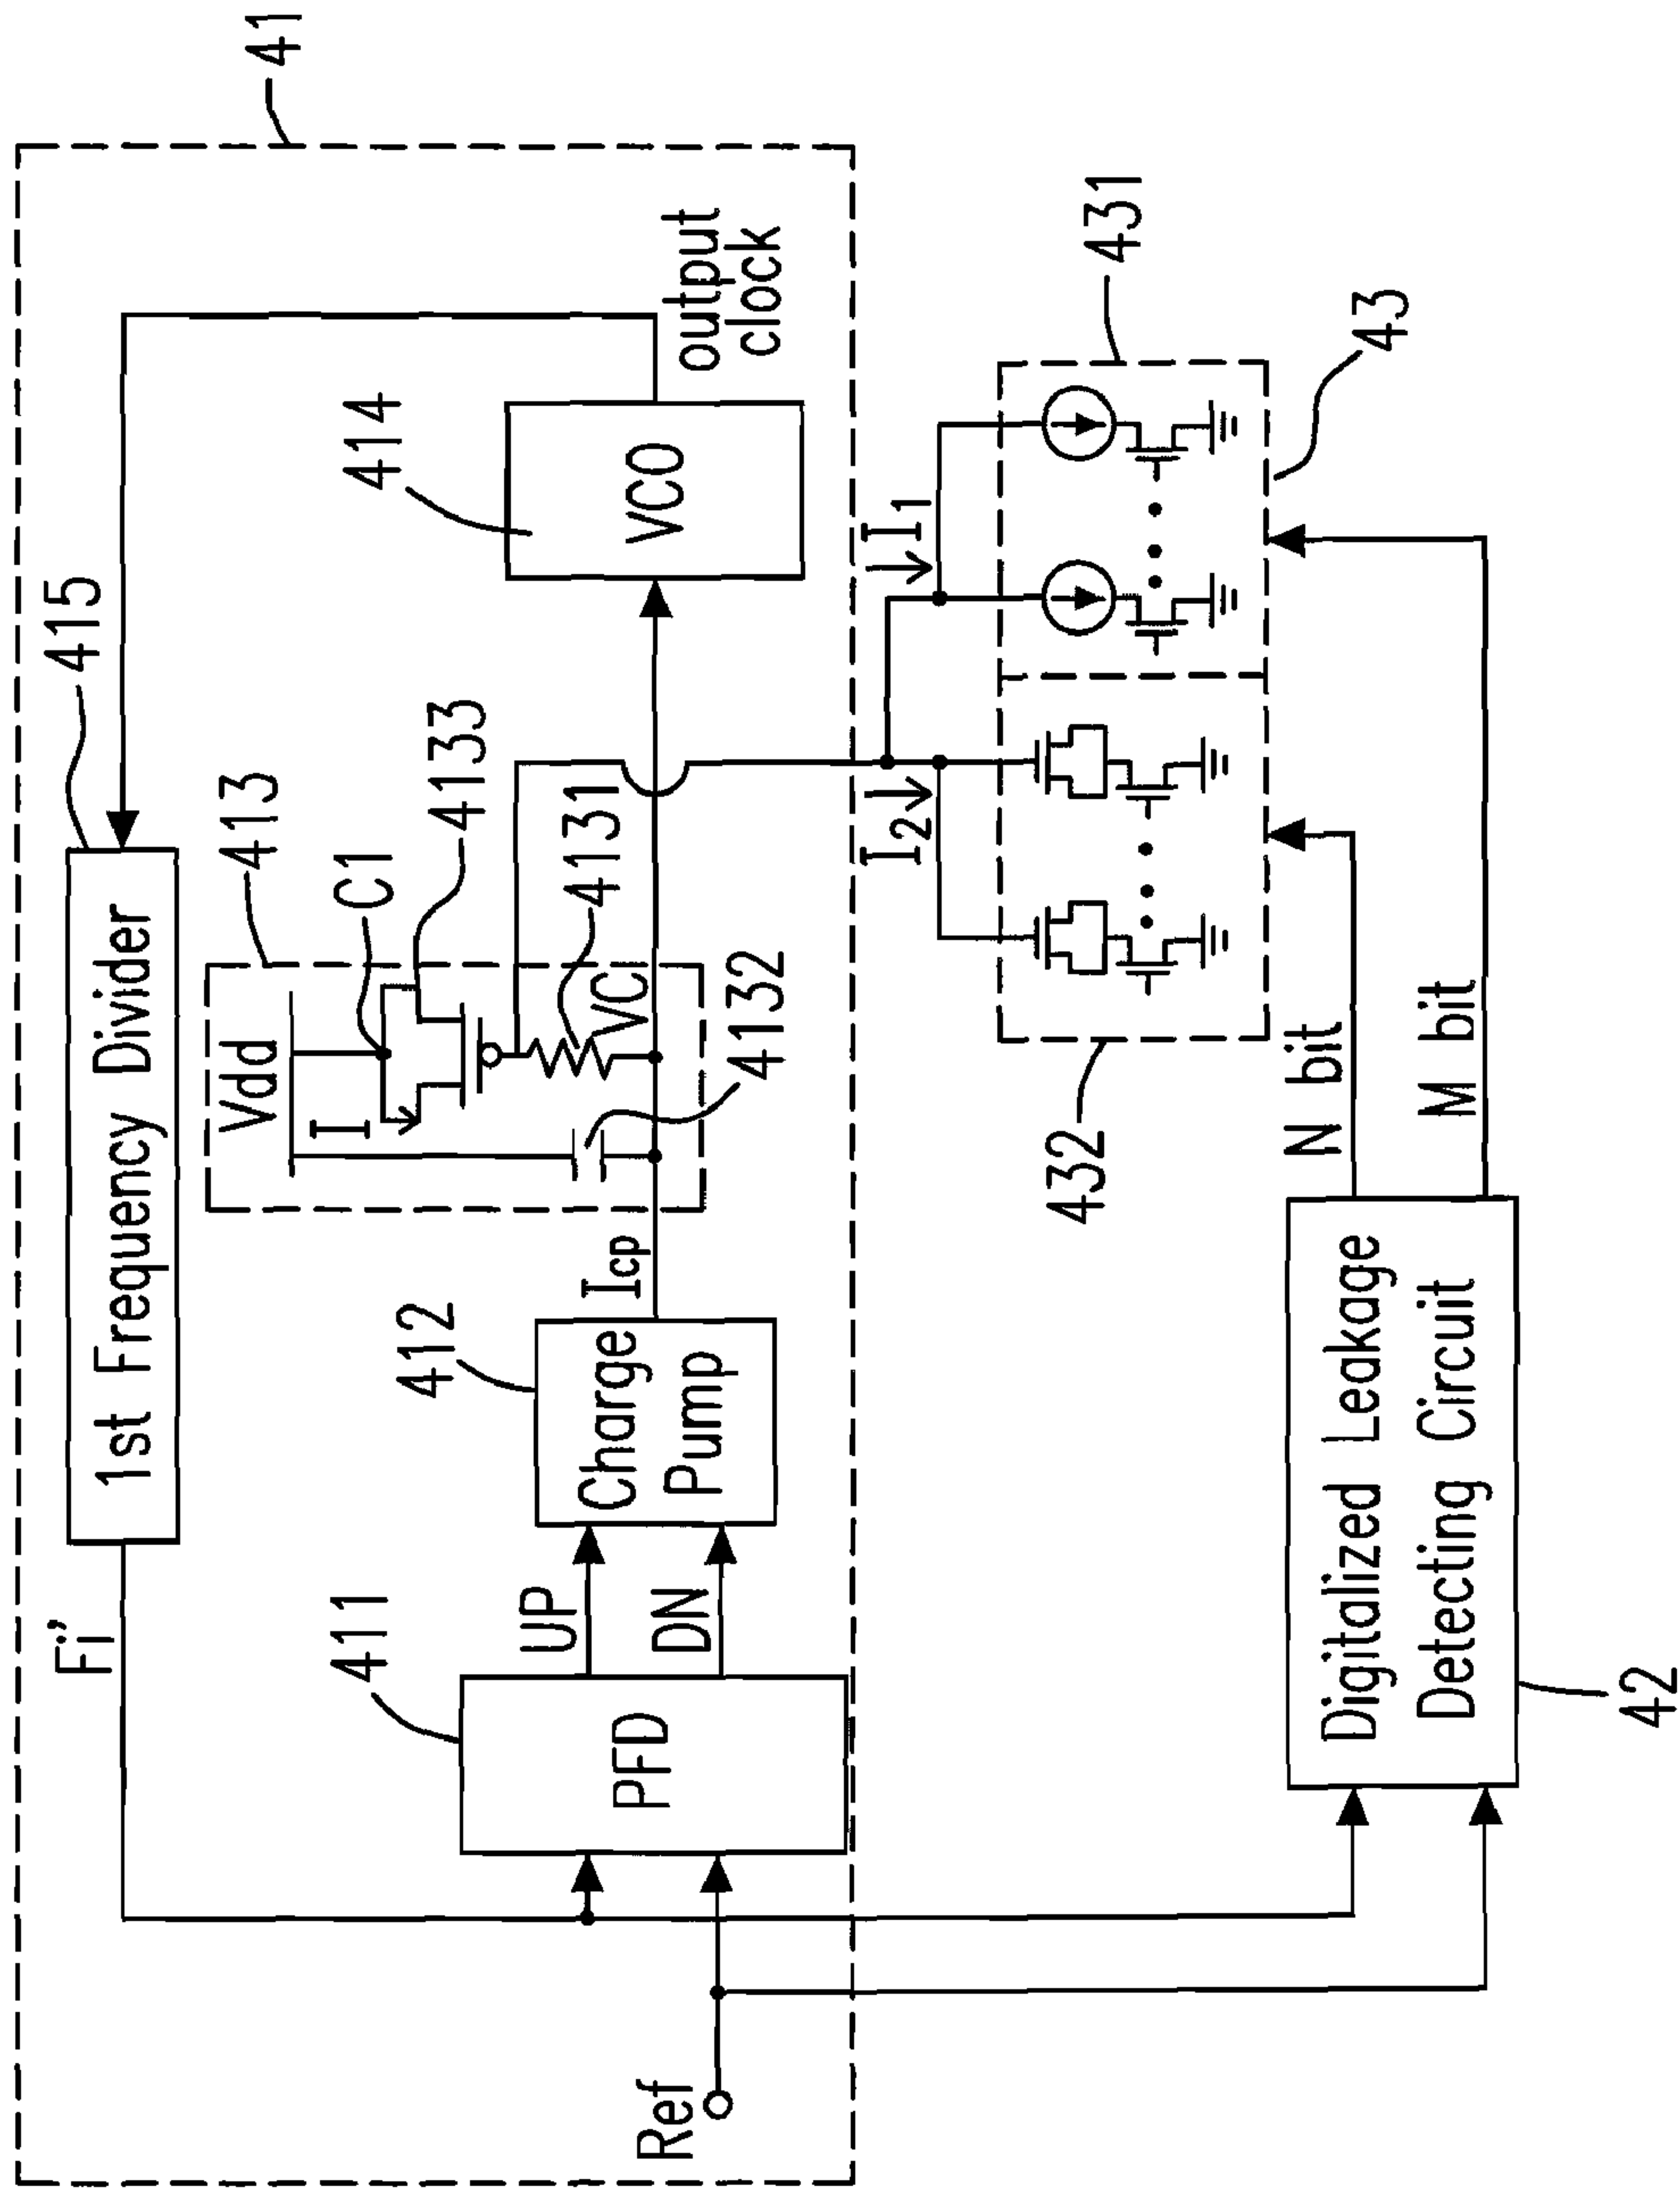 41
415
1st Frequency Divider
Fi''
413
Vdd
C1
I
4133
4131
VC
4132
414
VCO
output
clock
412
Charge
Pump
Icp
411
PFD
UP
DN
Ref
I1
I2
431
43
432
N bit
M bit
Digitalized Leakage
Detecting Circuit
42